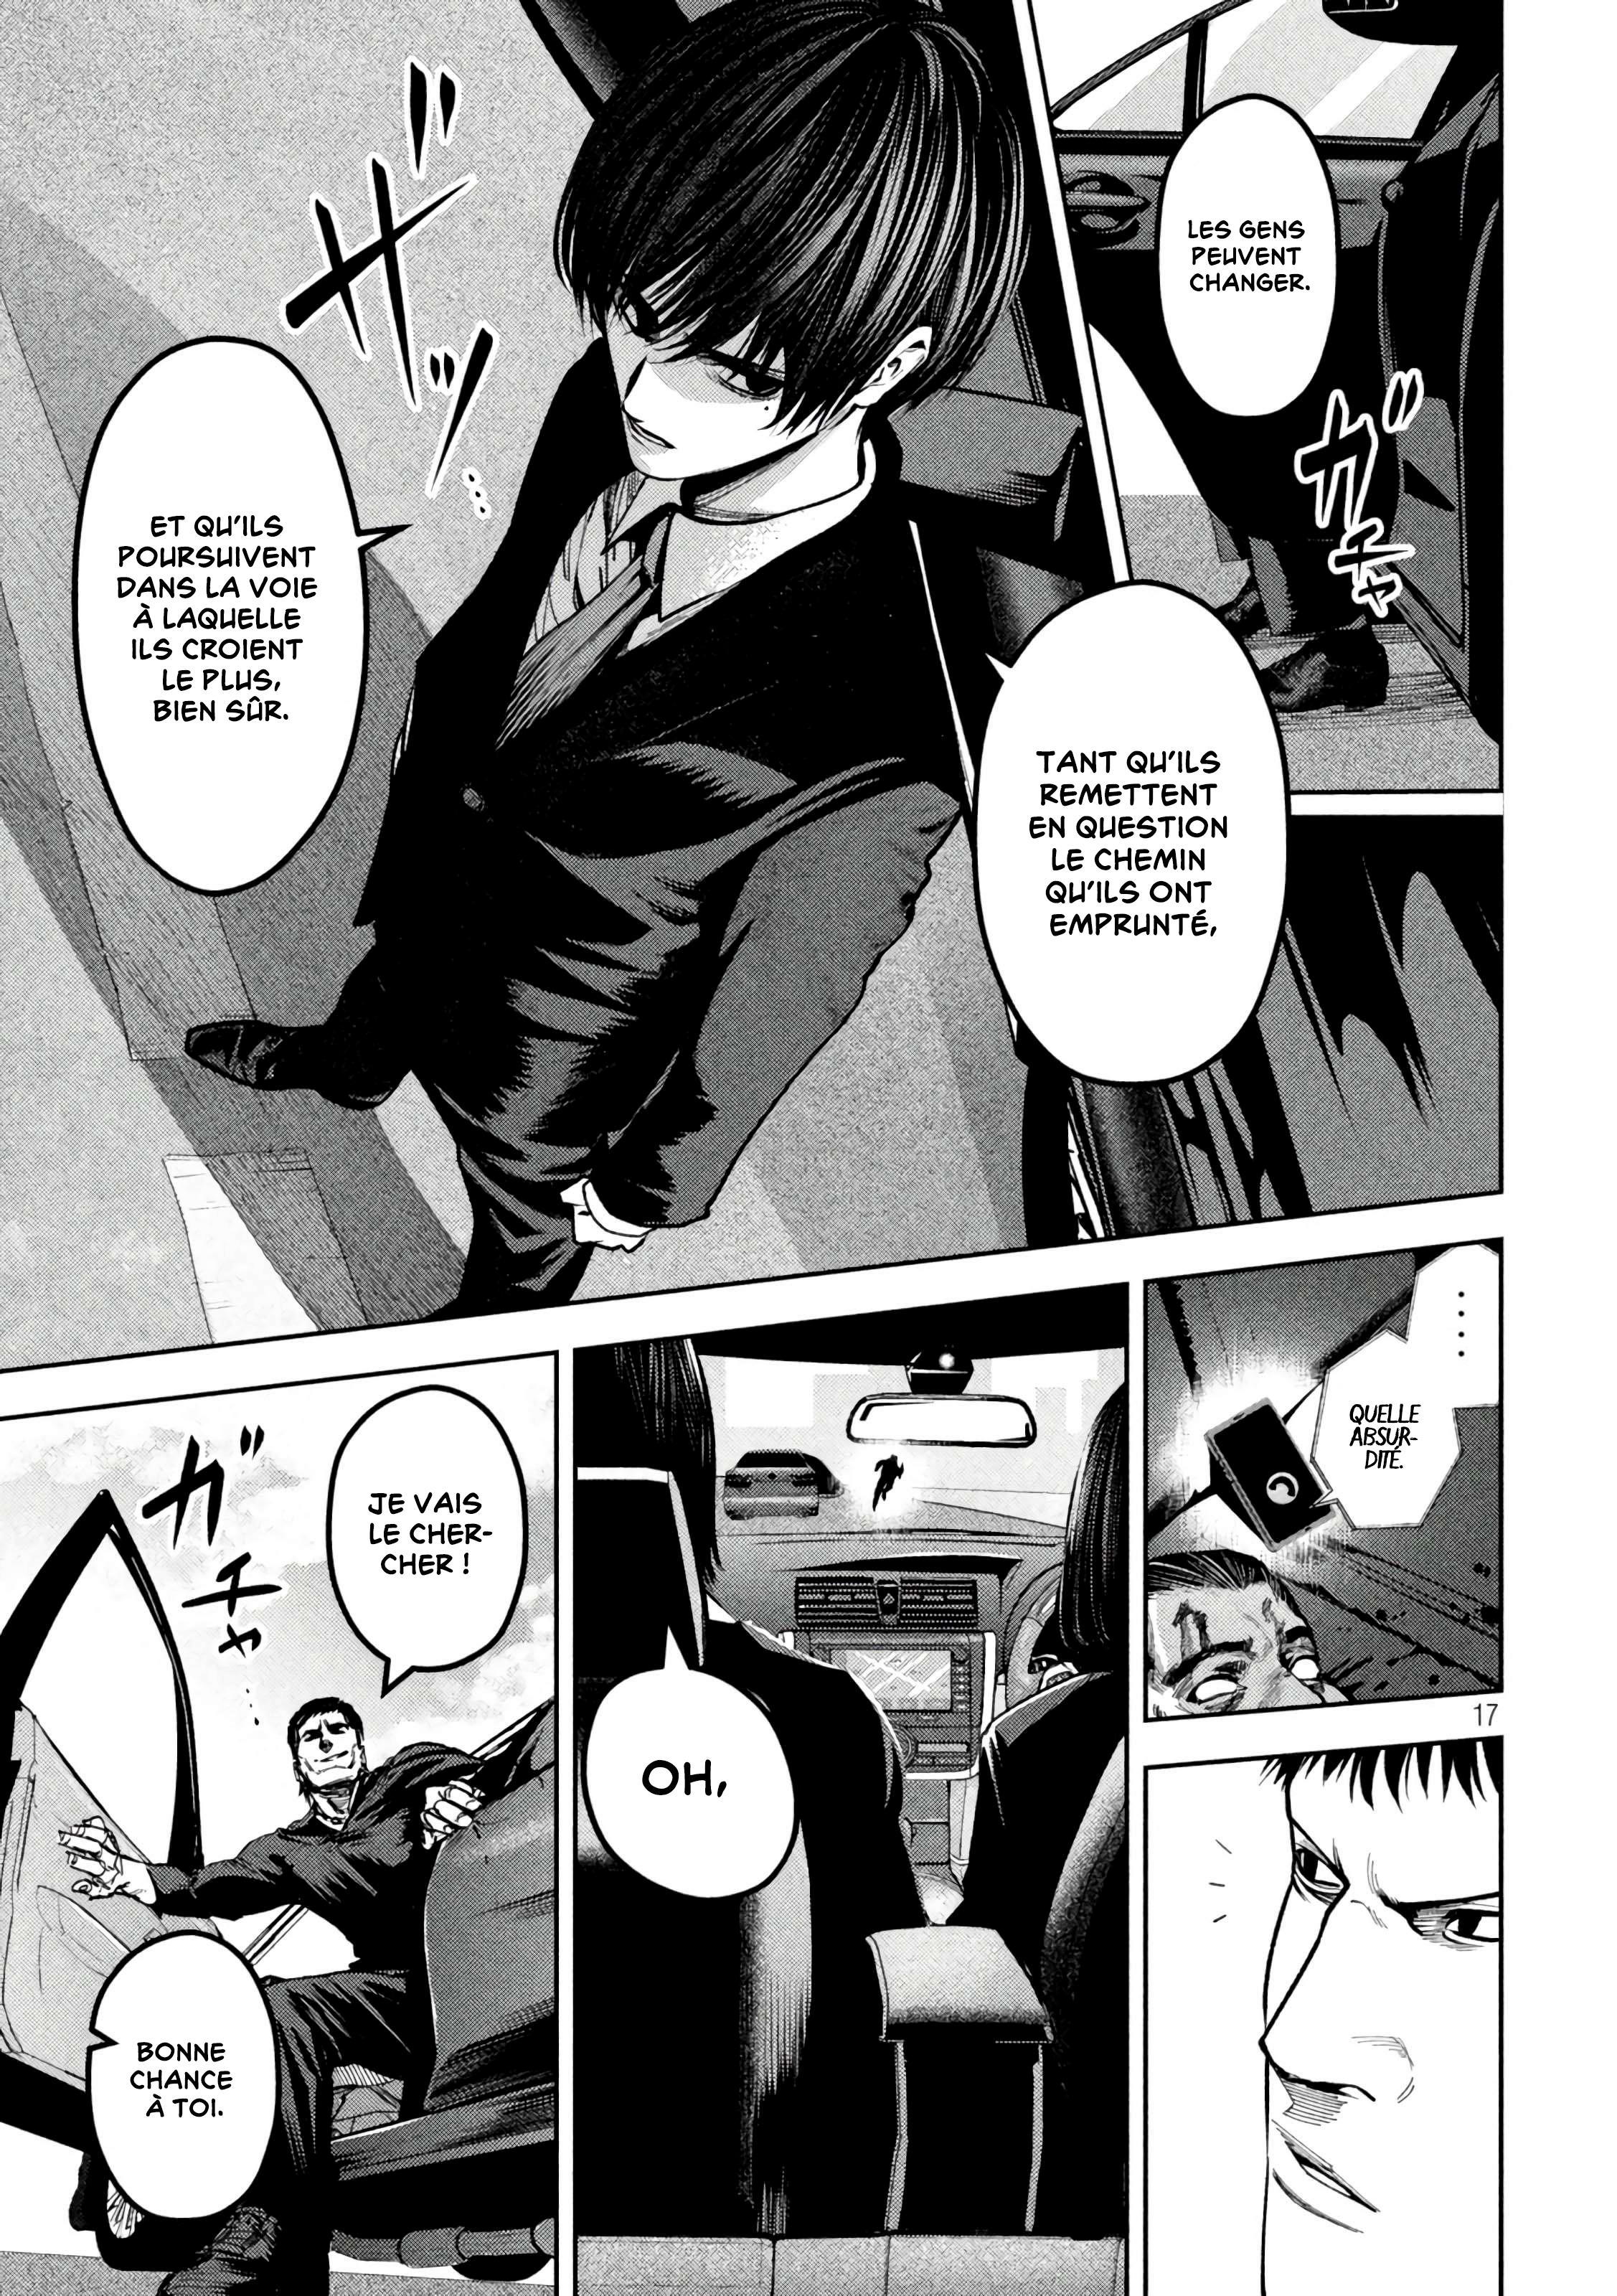 LES GENS
PEUVENT
CHANGER.
ガチャ
TANT QU'ILS
REMETTENT
EN QUESTION
LE CHEMIN
QU'ILS ONT
EMPRUNTÉ,
ザッ…
ET QU'ILS
POURSUIVENT
DANS LA VOIE
À LAQUELLE
ILS CROIENT
LE PLUS,
BIEN SÛR.
....
QUELLE
ABSUR-
DITÉ.
17
OH,
JE VAIS
LE CHER-
CHER !
ガチャ…
BONNE
CHANCE
À TOI.